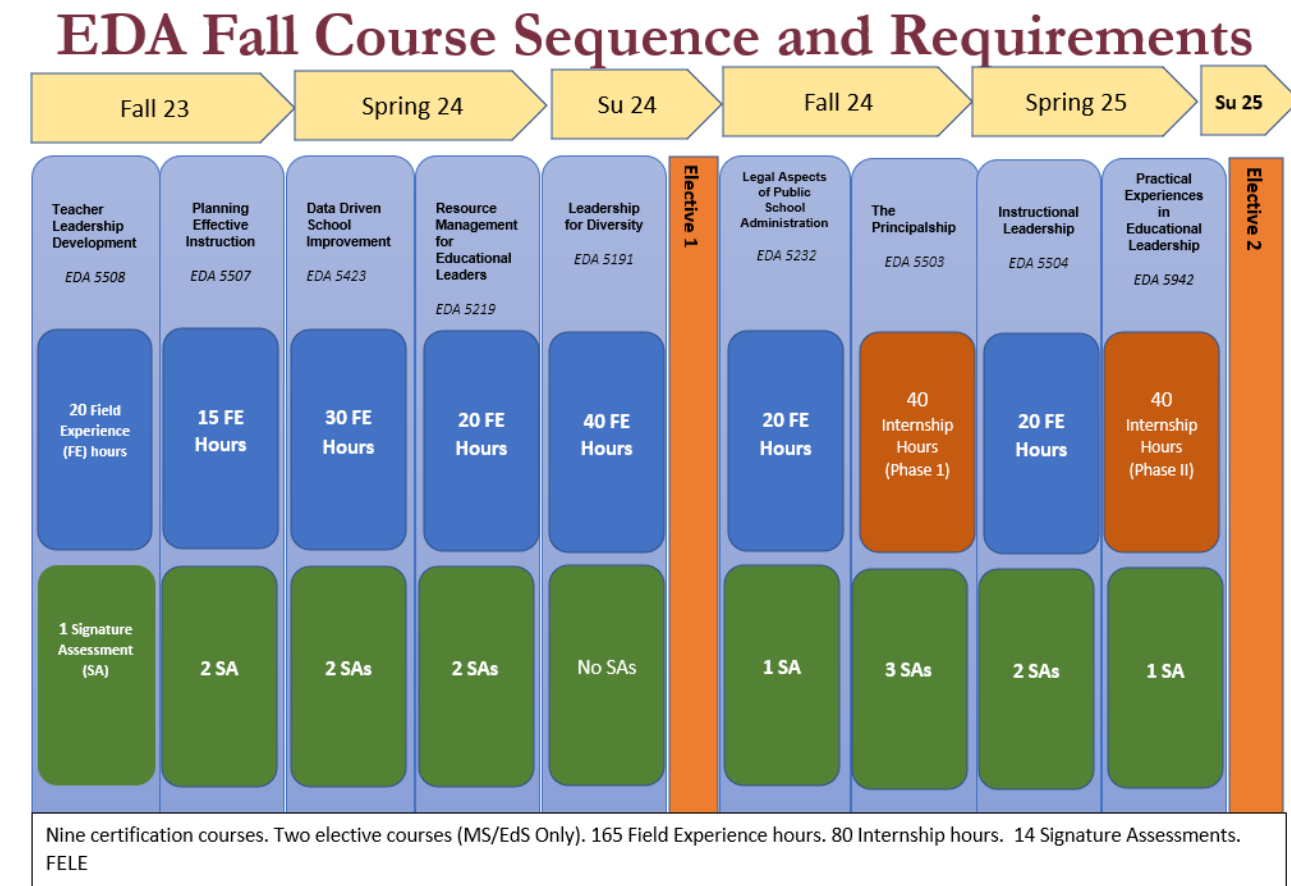 EDA Fall Course Sequence and Requirements
Fall 23
Spring 24
Su 24
Fall 24
Spring 25
Su 25
Teacher
Leadership
Development
EDA 5508
Planning
Effective
Instruction
EDA 5507
Data Driven
School
Improvement
EDA 5423
Resource
Management
for
Educational
Leaders
EDA 5219
Leadership
for Diversity
EDA 5191
Elective 1
Legal Aspects
of Public
School
Administration
EDA 5232
The
Principalship
EDA 5503
Instructional
Leadership
EDA 5504
Practical
Experiences
in
Educational
Leadership
EDA 5942
Elective 2
20 Field
Experience
(FE) hours
15 FE
Hours
30 FE
Hours
20 FE
Hours
40 FE
Hours
20 FE
Hours
40
Internship
Hours
(Phase 1)
20 FE
Hours
40
Internship
Hours
(Phase II)
1 Signature
Assessment
(SA)
2 SA
2 SAs
2 SAs
No SAs
1 SA
3 SAs
2 SAs
1 SA
Nine certification courses. Two elective courses (MS/EdS Only). 165 Field Experience hours. 80 Internship hours. 14 Signature Assessments.
FELE